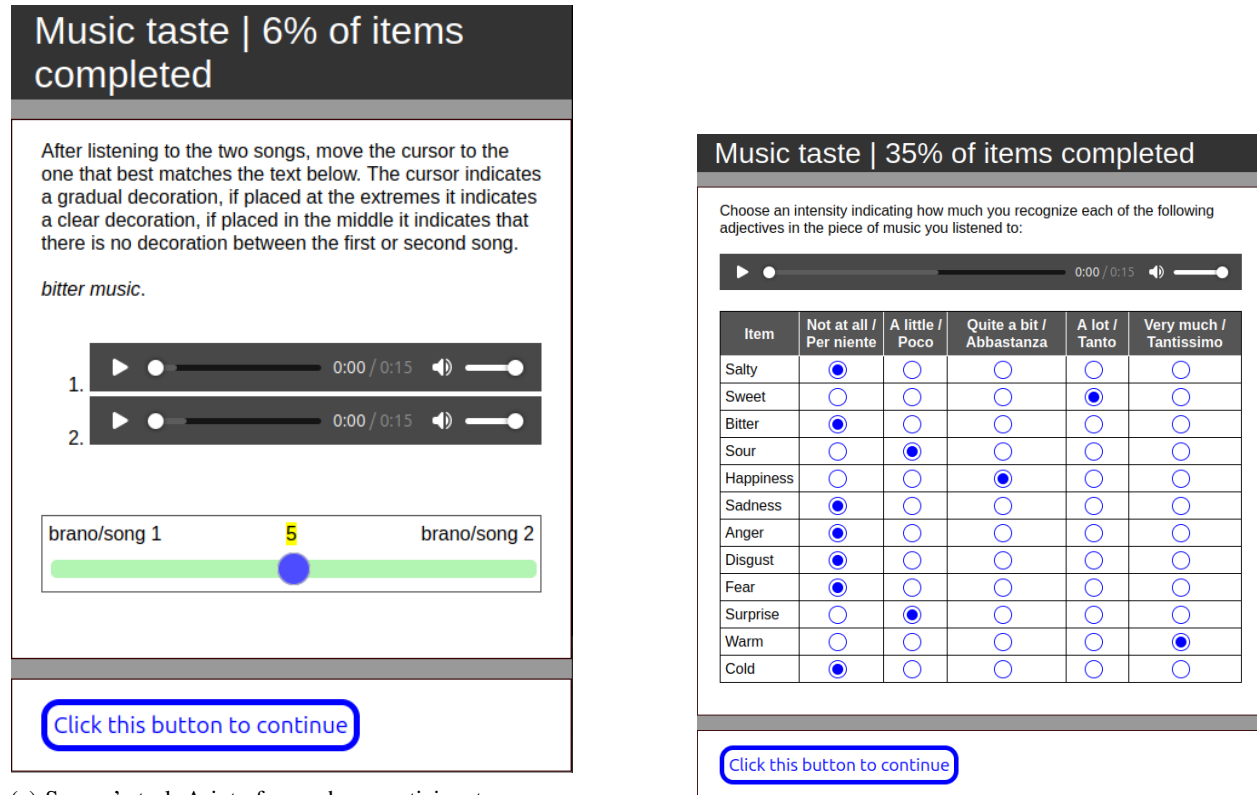 Music taste | 6% of items
completed
After listening to the two songs, move the cursor to the
one that best matches the text below. The cursor indicates
a gradual decoration, if placed at the extremes it indicates
a clear decoration, if placed in the middle it indicates that
there is no decoration between the first or second song.
bitter music.
1. 0:00 / 0:15
2. 0:00 / 0:15
brano/song 1 5 brano/song 2
Click this button to continue
Music taste | 35% of items completed
Choose an intensity indicating how much you recognize each of the following
adjectives in the piece of music you listened to:
0:00 / 0:15
Item Not at all / Per niente A little / Poco Quite a bit / Abbastanza A lot / Tanto Very much / Tantissimo
Salty
Sweet
Bitter
Sour
Happiness
Sadness
Anger
Disgust
Fear
Surprise
Warm
Cold
Click this button to continue